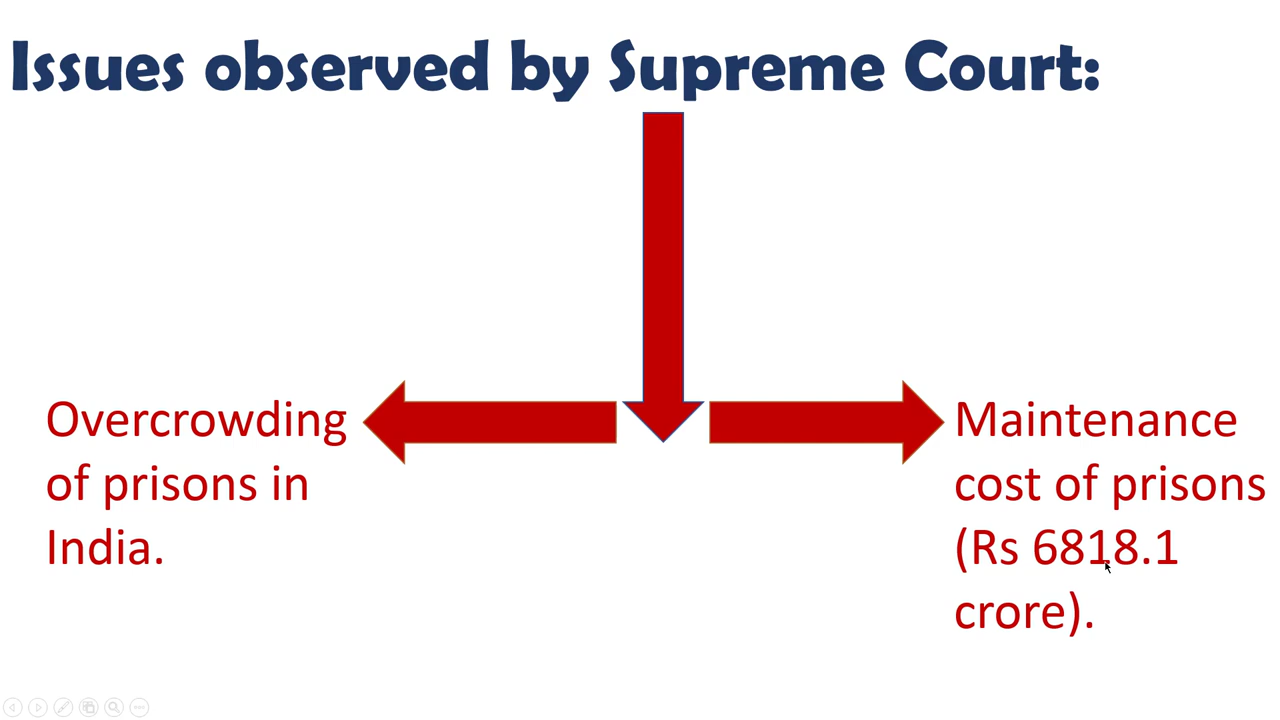 Issues observed by Supreme Court:
Overcrowding
of prisons in
India.
Maintenance
cost of prisons
(Rs 6818.1
crore).